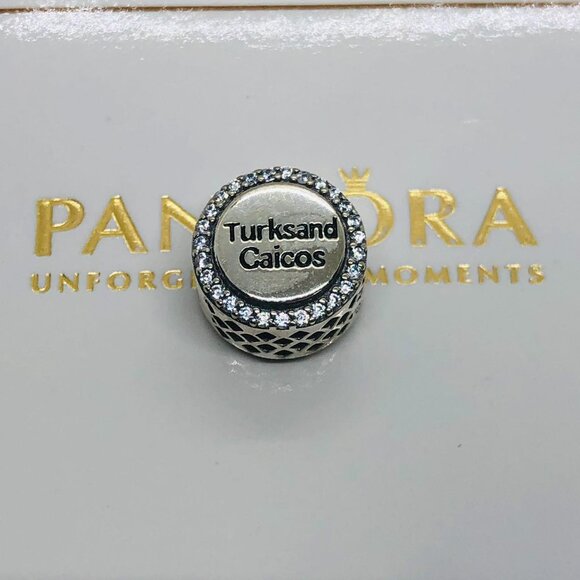 PAN ORA
UNFORG MOMENTS
Turksand
Caicos